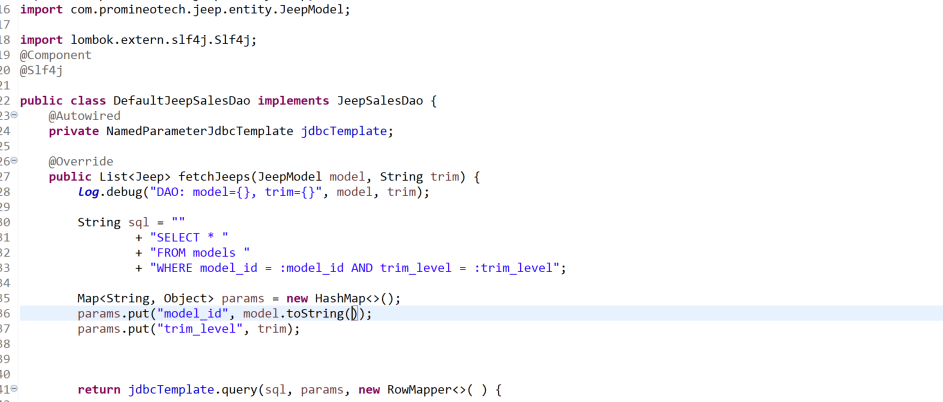 16 import com.promineotech.jeep.entity.JeepModel;
17
18 import lombok.extern.slf4j.Slf4j;
19 @Component
20 @Slf4j
21
22 public class DefaultJeepSalesDao implements JeepSalesDao {
23 @Autowired
24 private NamedParameterJdbcTemplate jdbcTemplate;
25
26 @Override
27 public List<Jeep> fetchJeeps(JeepModel model, String trim) {
28 log.debug("DAO: model={}, trim={}", model, trim);
29
30 String sql = ""
31 + "SELECT * "
32 + "FROM models "
33 + "WHERE model_id = :model_id AND trim_level = :trim_level";
34
35 Map<String, Object> params = new HashMap<>();
36 params.put("model_id", model.toString());
37 params.put("trim_level", trim);
38
39
40
41 return jdbcTemplate.query(sql, params, new RowMapper<>( ) {